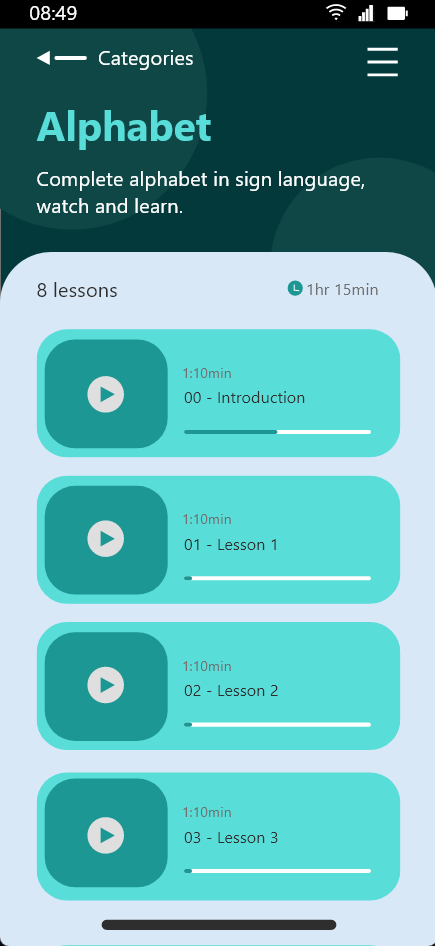 08:49
Categories
Alphabet
Complete alphabet in sign language,
watch and learn.
8 lessons
1hr 15min
1:10min
00 - Introduction
1:10min
01 - Lesson 1
1:10min
02 - Lesson 2
1:10min
03 - Lesson 3